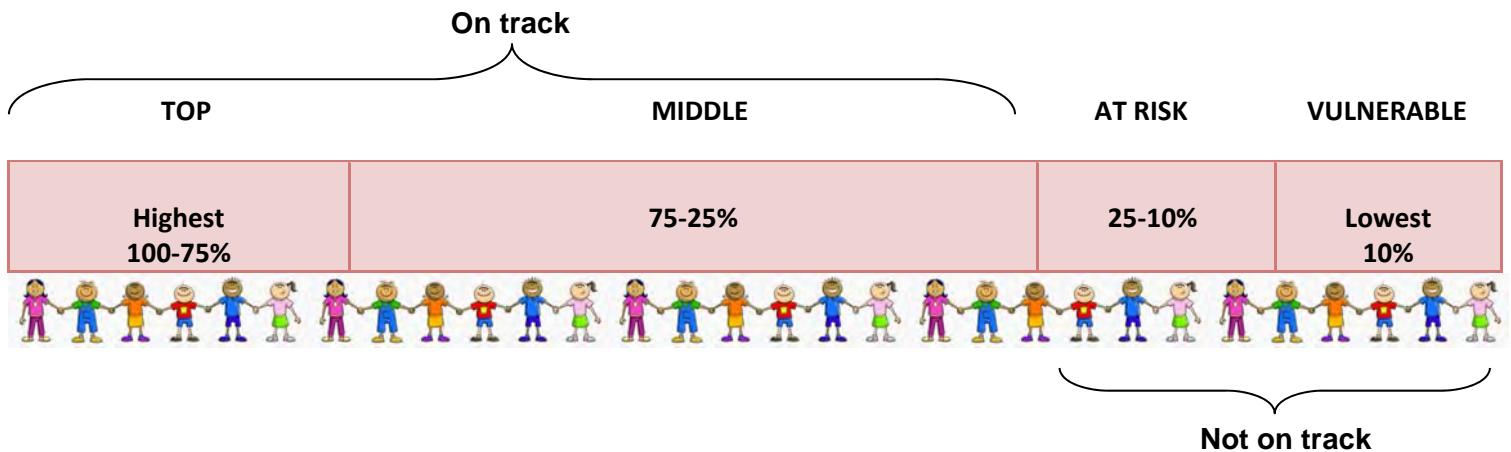 On track
TOP MIDDLE AT RISK VULNERABLE
Highest 75-25% 25-10% Lowest
100-75% 10%
Not on track